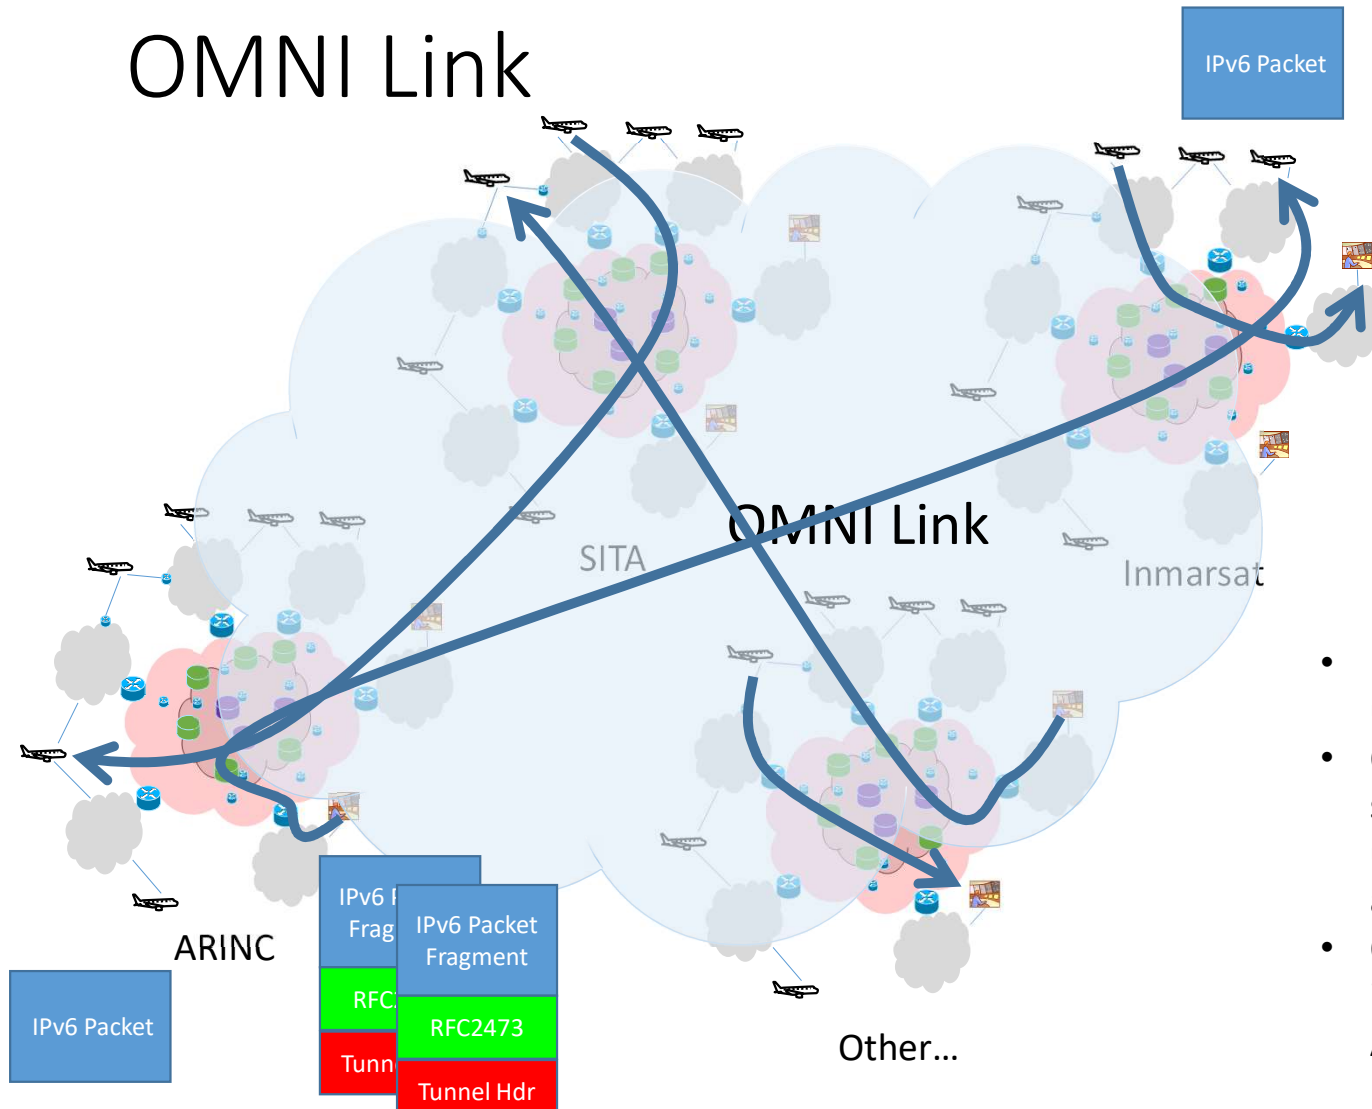 OMNI Link
IPv6 Packet
OMNI Link
SITA
Inmarsat
ARINC
IPv6 Packet
Fragment
RFC2473
Tunnel Hdr
IPv6 Packet
Other...